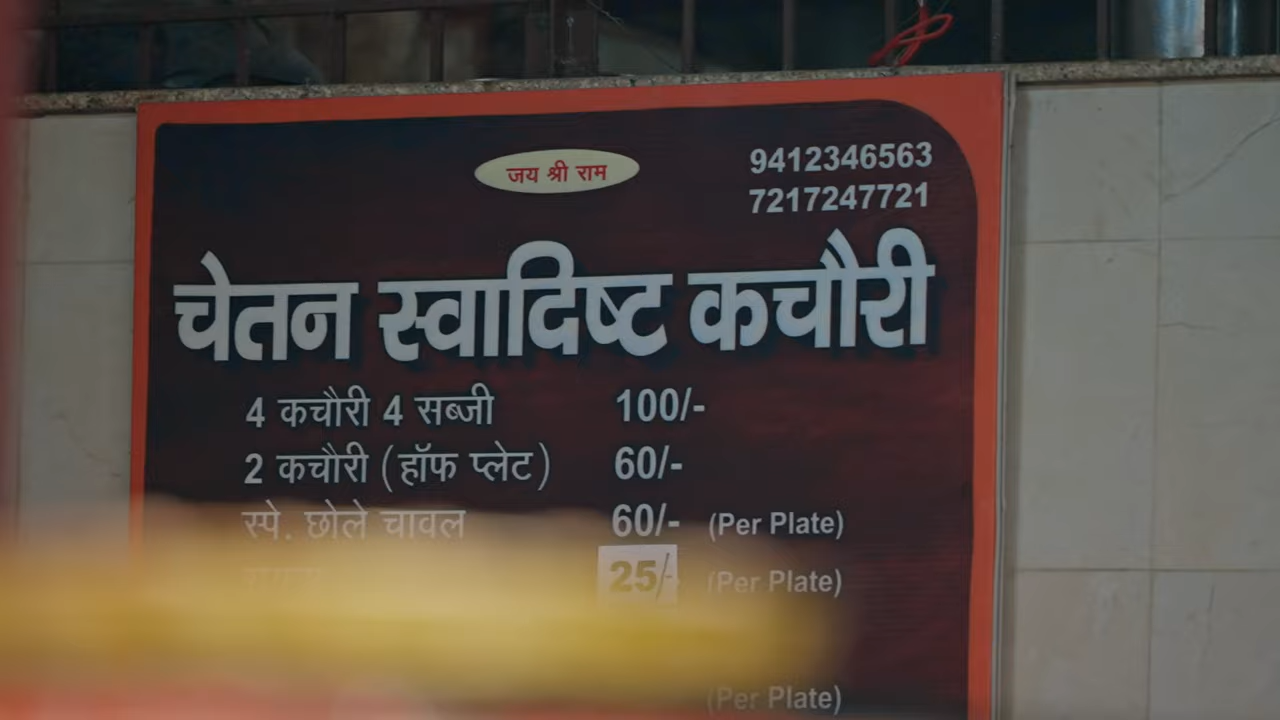 जय श्री राम
9412346563
7217247721
चेतन स्वादिष्ट कचौरी
4 कचौरी 4 सब्जी 100/-
2 कचौरी (हॉफ प्लेट) 60/-
स्पे. छोले चावल 60/- (Per Plate)
25/- (Per Plate)
(Per Plate)